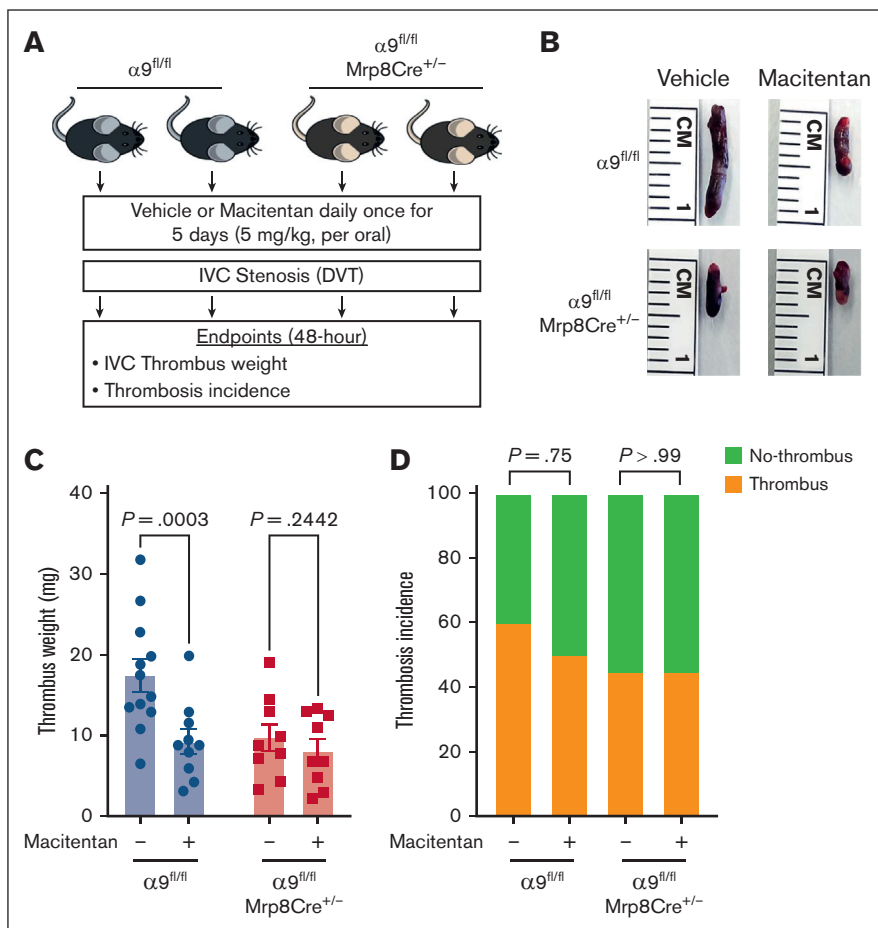 A
α9fl/fl
α9fl/fl
Mrp8Cre+/−
Vehicle or Macitentan daily once for
5 days (5 mg/kg, per oral)
IVC Stenosis (DVT)
Endpoints (48-hour)
• IVC Thrombus weight
• Thrombosis incidence
B
Vehicle
Macitentan
α9fl/fl
CM
1
CM
1
α9fl/fl
Mrp8Cre+/−
CM
1
CM
1
C
P = .0003
P = .2442
Thrombus weight (mg)
40
30
20
10
0
Macitentan
− + − +
α9fl/fl
α9fl/fl
Mrp8Cre+/−
D
P = .75
P > .99
No-thrombus
Thrombus
Thrombosis incidence
100
80
60
40
20
0
Macitentan
− + − +
α9fl/fl
α9fl/fl
Mrp8Cre+/−